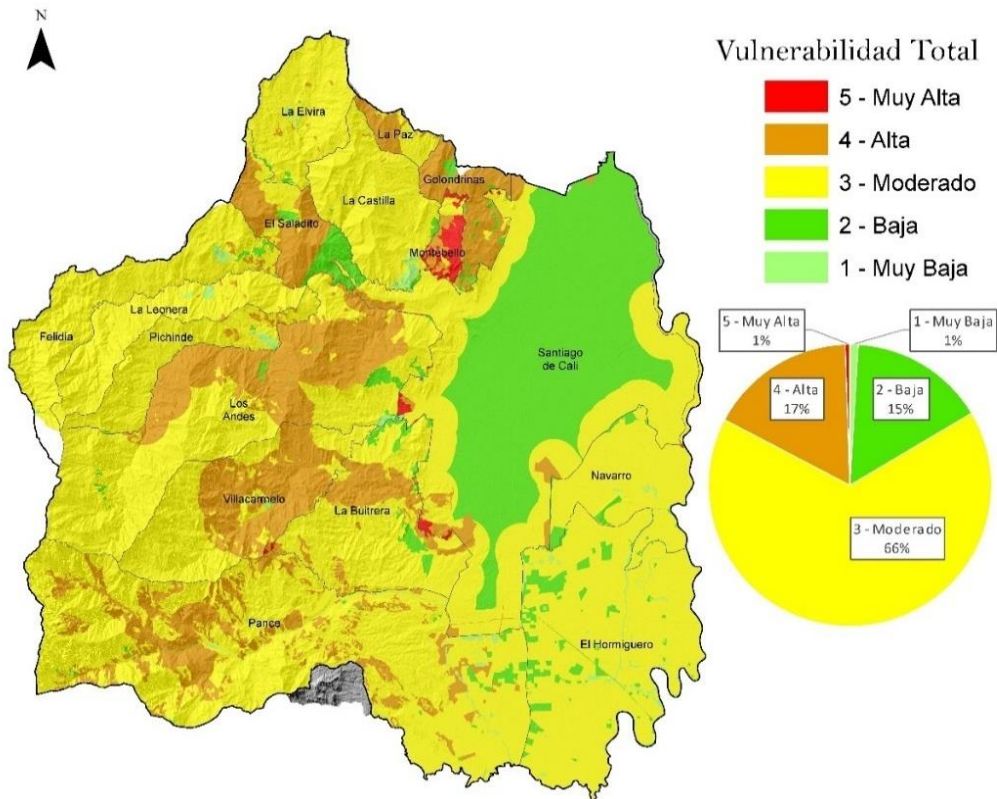 N
Vulnerabilidad Total
5 - Muy Alta
4 - Alta
3 - Moderado
2 - Baja
1 - Muy Baja
La Elvira
La Paz
Golondrinas
La Castilla
El Saladito
Montebello
La Leonera
Felidia
Pichinde
Santiago
de Cali
Los
Andes
Navarro
Villacarmelo
La Buitrera
Pance
El Hormiguero
5 - Muy Alta
1%
1 - Muy Baja
1%
4 - Alta
17%
2 - Baja
15%
3 - Moderado
66%